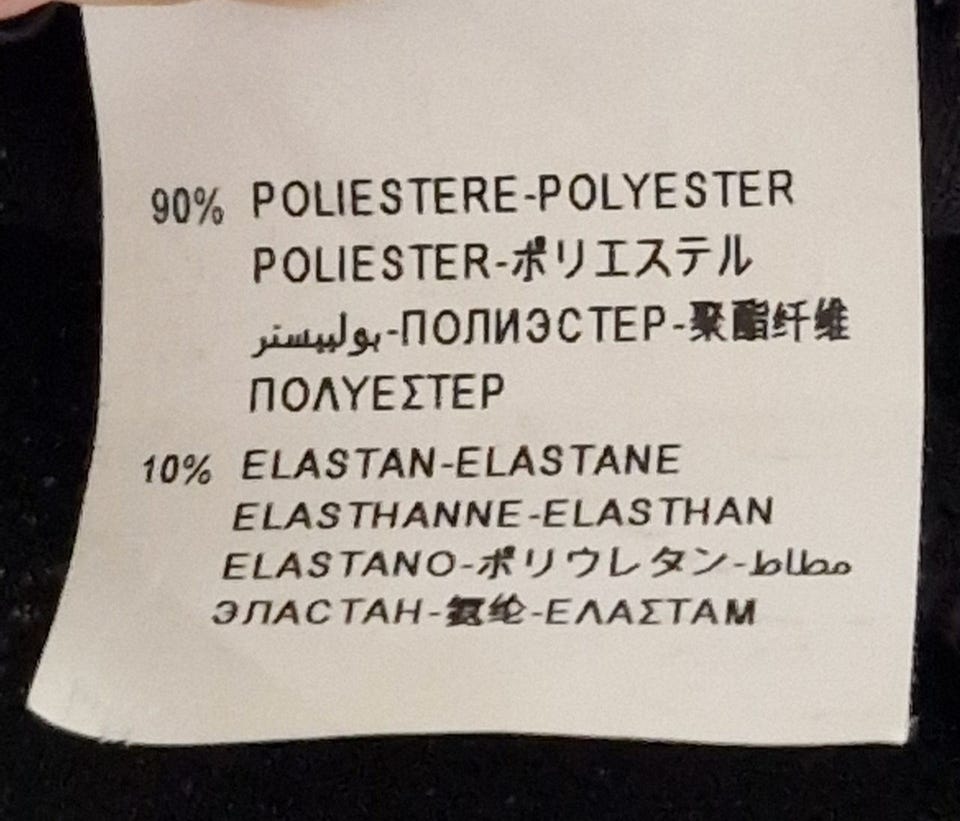 90% POLIESTERE-POLYESTER
POLIESTER-ポリエステル
بوليستر-ПОЛИЭСТЕР-聚酯纤维
ΠΟΛΥΕΣΤΕΡ
10% ELASTAN-ELASTANE
ELASTHANNE-ELASTHAN
ELASTANO-ポリウレタン-مطاط
ЭЛАСТАН-氨纶-ΕΛΑΣΤΑΜ